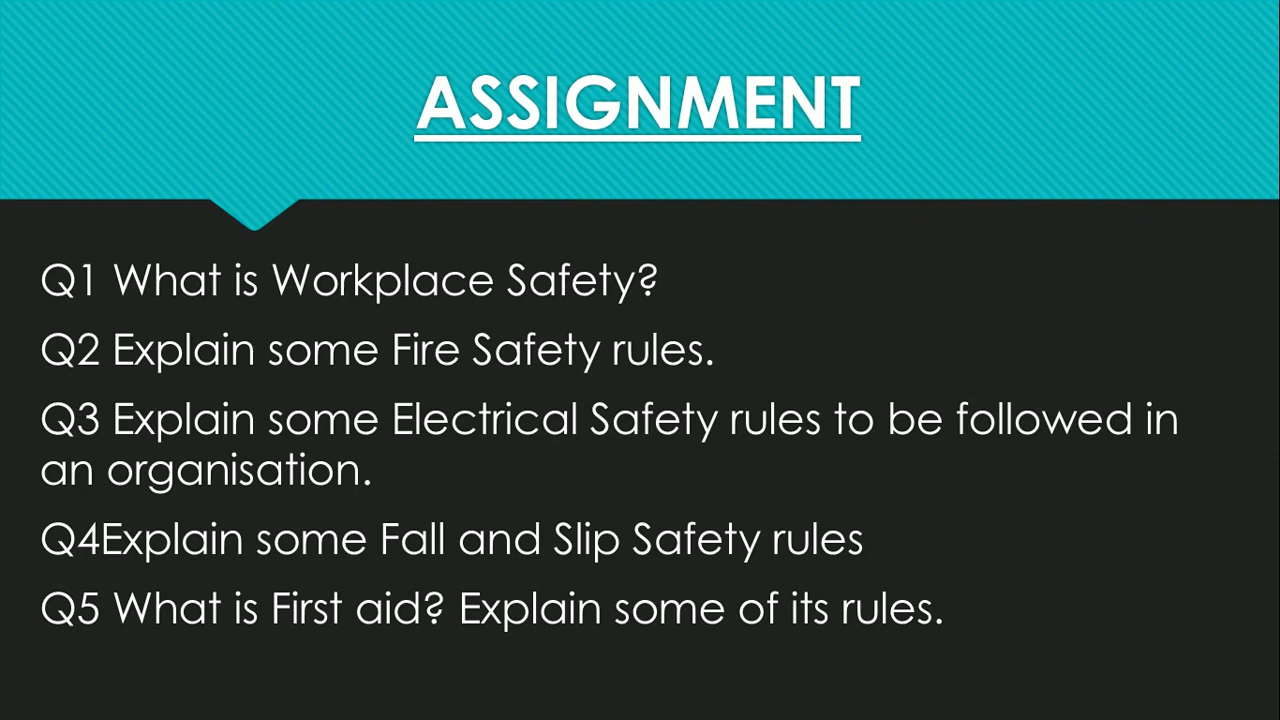 ASSIGNMENT
Q1 What is Workplace Safety?
Q2 Explain some Fire Safety rules.
Q3 Explain some Electrical Safety rules to be followed in
an organisation.
Q4Explain some Fall and Slip Safety rules
Q5 What is First aid? Explain some of its rules.